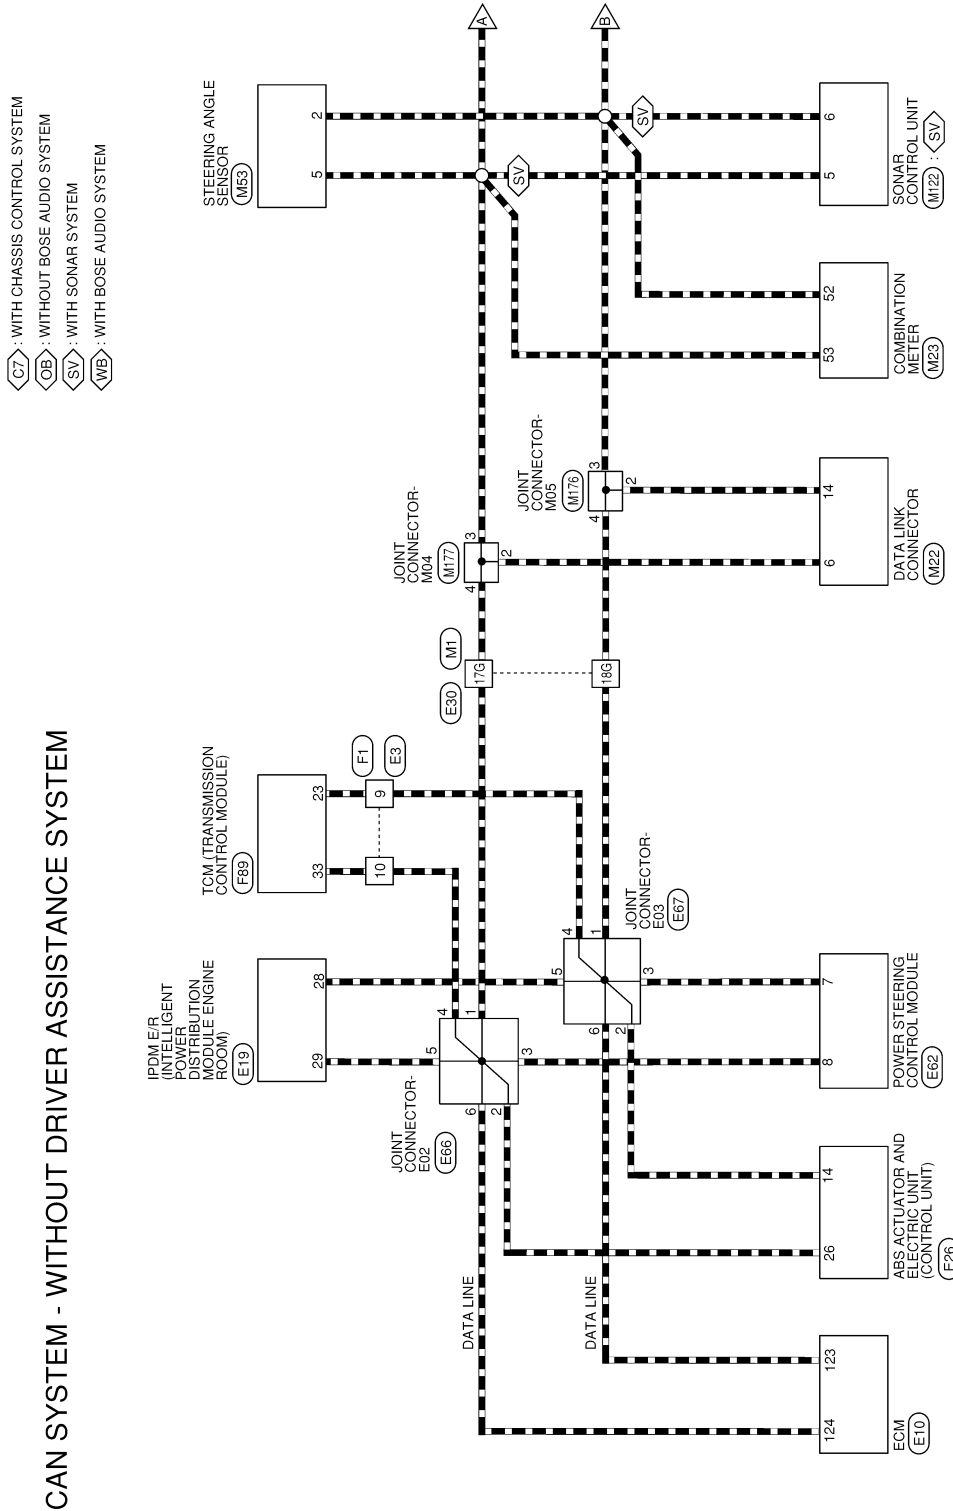 CAN SYSTEM - WITHOUT DRIVER ASSISTANCE SYSTEM
C7 : WITH CHASSIS CONTROL SYSTEM
OB : WITHOUT BOSE AUDIO SYSTEM
SV : WITH SONAR SYSTEM
WB : WITH BOSE AUDIO SYSTEM
IPDM E/R
(INTELLIGENT
POWER
DISTRIBUTION
MODULE ENGINE
ROOM)
E19
29
28
TCM (TRANSMISSION
CONTROL MODULE)
F89
33
23
10
9
F1
E3
STEERING ANGLE
SENSOR
M53
5
2
JOINT
CONNECTOR-
E02
E66
6
5
4
1
2
3
E30
M1
17G
JOINT
CONNECTOR-
M04
M177
4
3
2
SV
A
DATA LINE
JOINT
CONNECTOR-
E03
E67
6
5
4
1
2
3
18G
JOINT
CONNECTOR-
M05
M176
4
3
2
SV
B
DATA LINE
124
123
ECM
E10
26
14
ABS ACTUATOR AND
ELECTRIC UNIT
(CONTROL UNIT)
E26
8
7
POWER STEERING
CONTROL MODULE
E62
6
14
DATA LINK
CONNECTOR
M22
53
52
COMBINATION
METER
M23
5
6
SONAR
CONTROL UNIT
M122 : SV